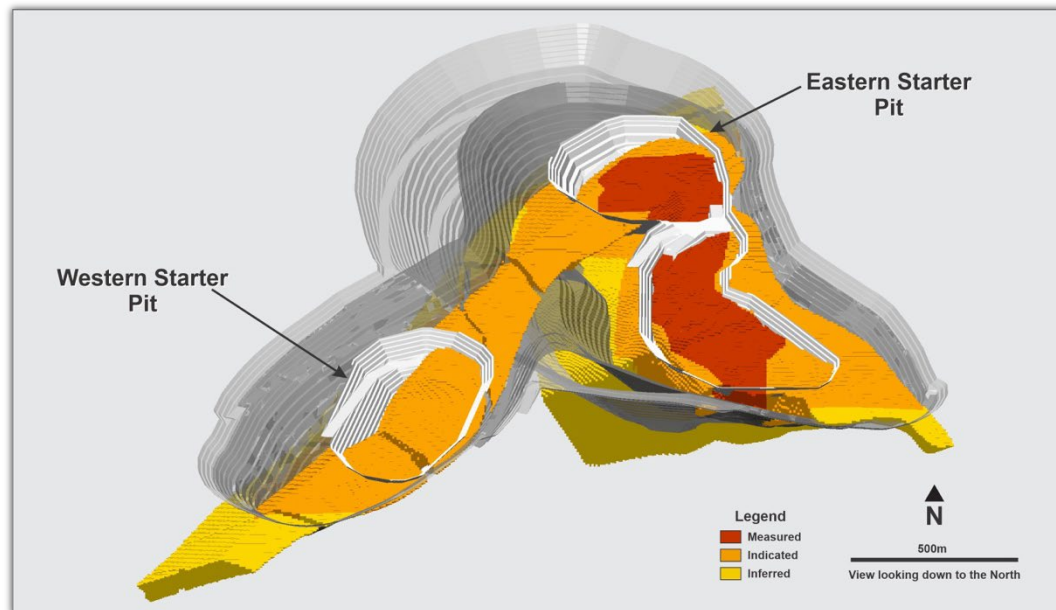 Eastern Starter
Pit
Western Starter
Pit
Legend
Measured
Indicated
Inferred
N
500m
View looking down to the North